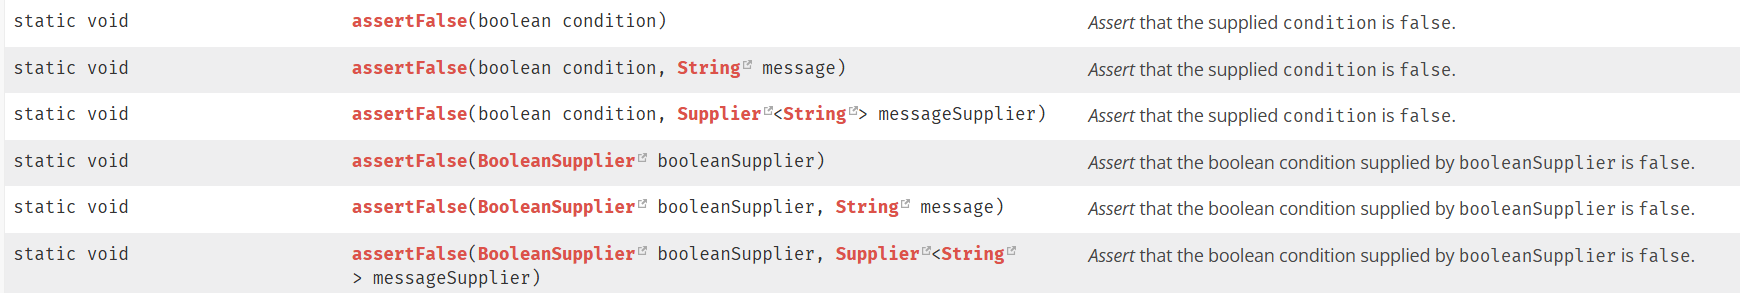 static void assertFalse(boolean condition) Assert that the supplied condition is false.
static void assertFalse(boolean condition, String message) Assert that the supplied condition is false.
static void assertFalse(boolean condition, Supplier<String> messageSupplier) Assert that the supplied condition is false.
static void assertFalse(BooleanSupplier booleanSupplier) Assert that the boolean condition supplied by booleanSupplier is false.
static void assertFalse(BooleanSupplier booleanSupplier, String message) Assert that the boolean condition supplied by booleanSupplier is false.
static void assertFalse(BooleanSupplier booleanSupplier, Supplier<String Assert that the boolean condition supplied by booleanSupplier is false.
> messageSupplier)